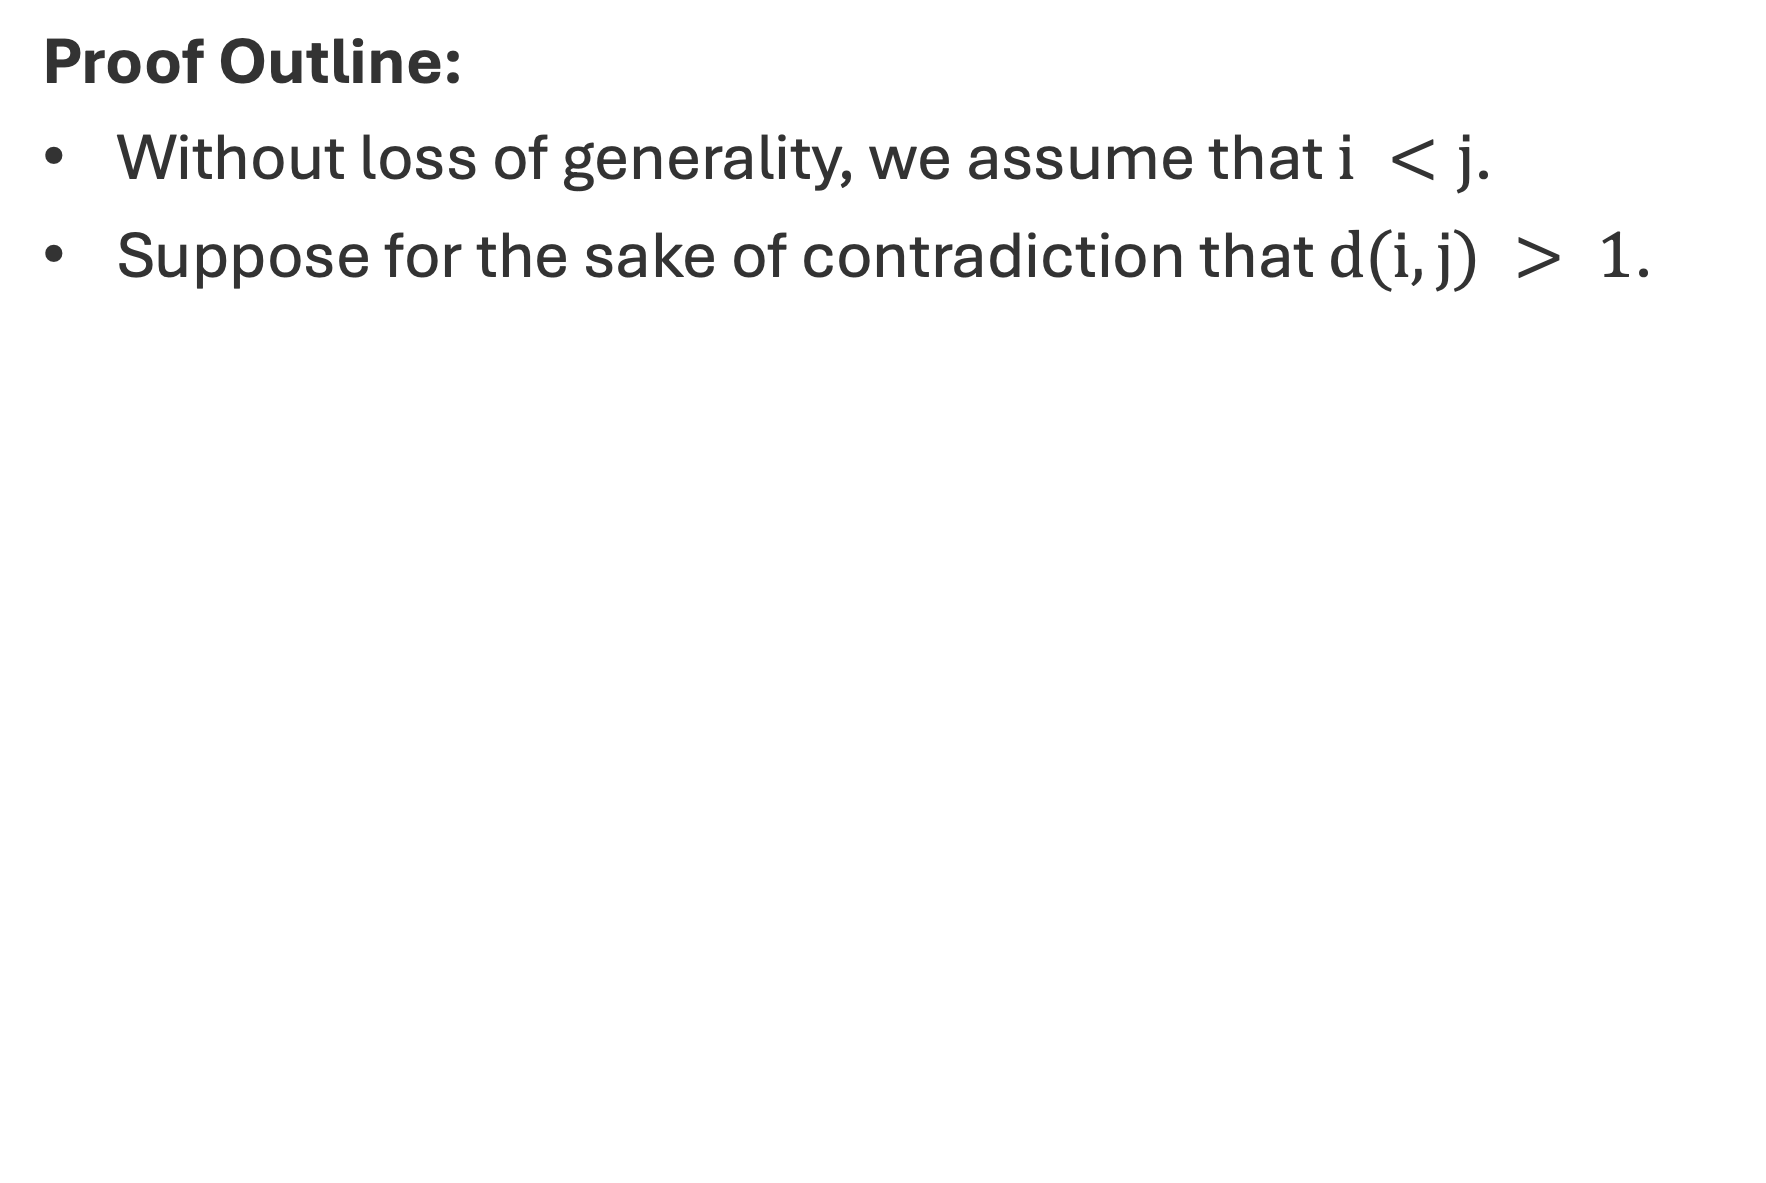 Proof Outline:
• Without loss of generality, we assume that i < j.
• Suppose for the sake of contradiction that d(i, j) > 1.